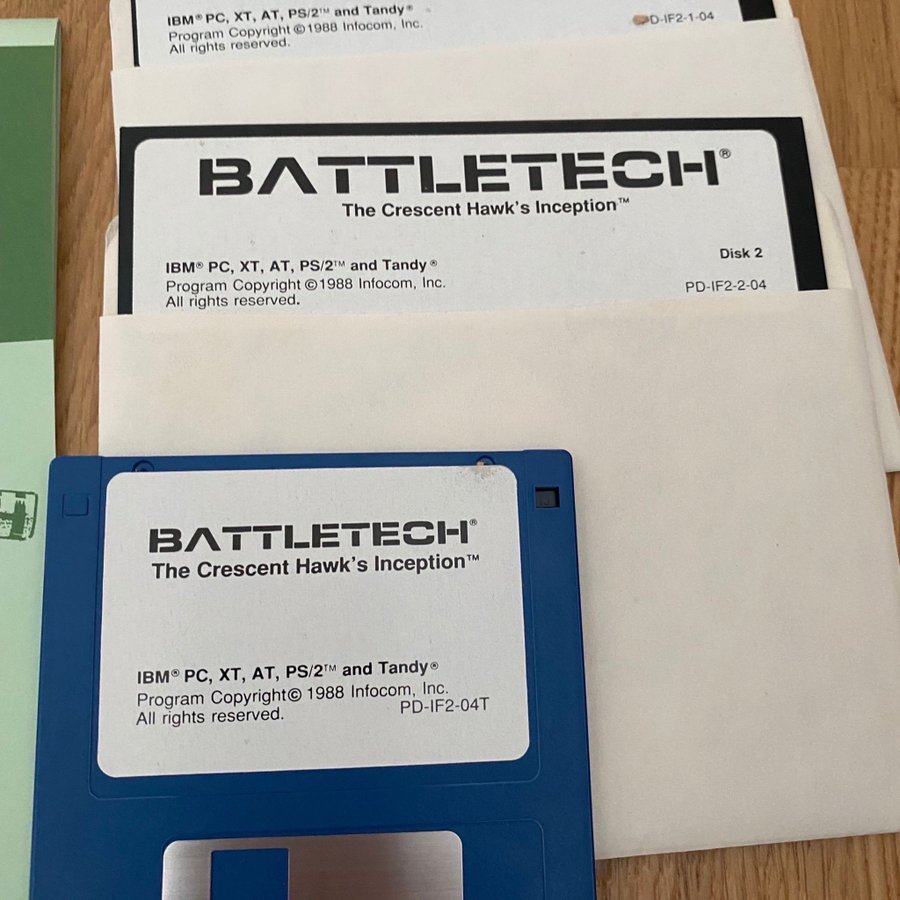 IBM® PC, XT, AT, PS/2™ and Tandy®
Program Copyright ©1988 Infocom, Inc.
All rights reserved.
D-IF2-1-04
BATTLETECH®
The Crescent Hawk's Inception™
Disk 2
IBM® PC, XT, AT, PS/2™ and Tandy®
Program Copyright ©1988 Infocom, Inc.
PD-IF2-2-04
All rights reserved.
BATTLETECH®
The Crescent Hawk's Inception™
IBM® PC, XT, AT, PS/2™ and Tandy®
Program Copyright© 1988 Infocom, Inc.
PD-IF2-04T
All rights reserved.